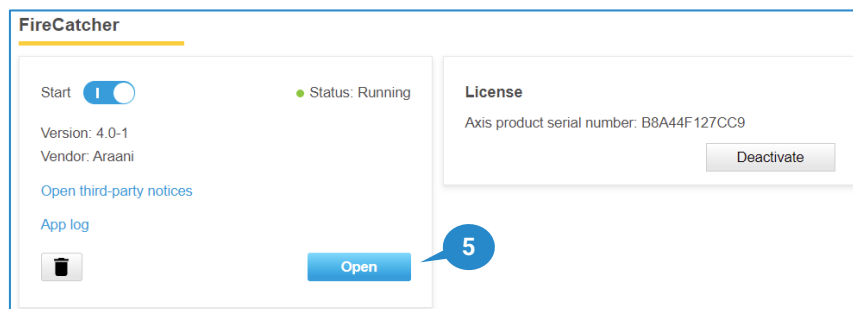 FireCatcher
Start
Status: Running
Version: 4.0-1
Vendor: Araani
Open third-party notices
App log
Open
5
License
Axis product serial number: B8A44F127CC9
Deactivate